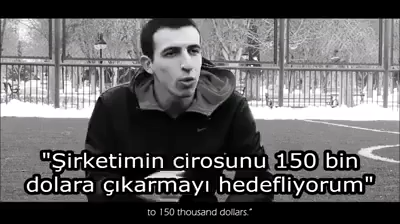 "Şirketimin cirosunu 150 bin
dolara çıkarmayı hedefliyorum"
to 150 thousand dollars."